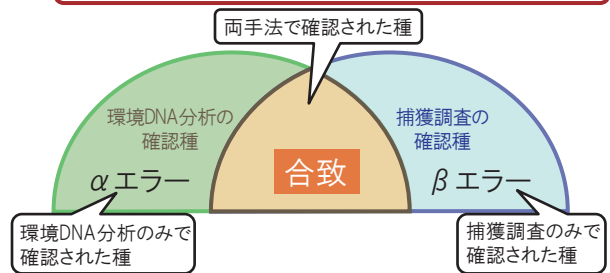 両手法で確認された種
環境DNA分析の
確認種
捕獲調査の
確認種
合致
αエラー
βエラー
環境DNA分析のみで
確認された種
捕獲調査のみで
確認された種